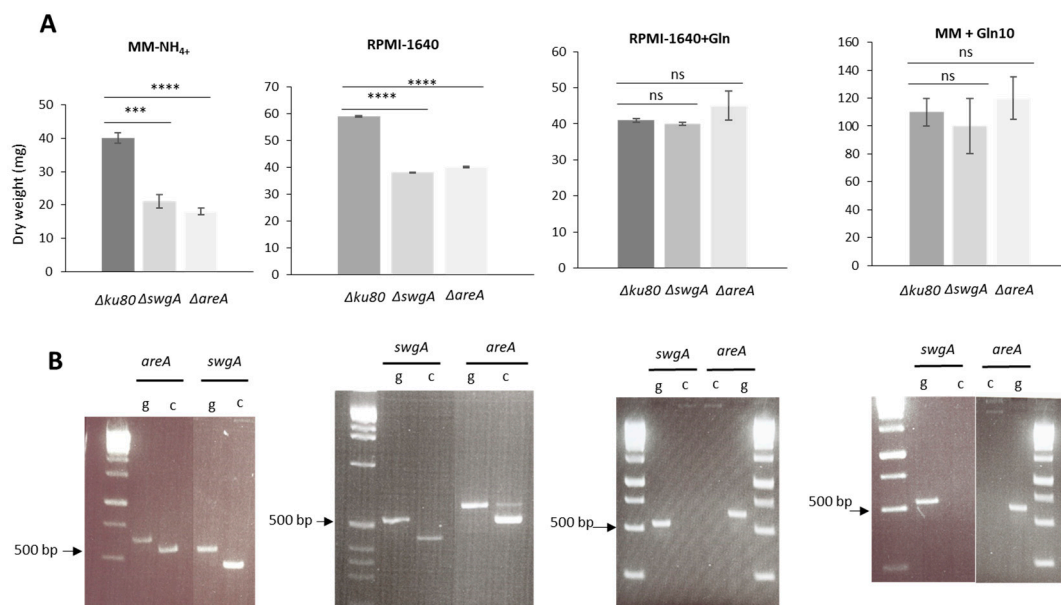 A
MM-NH4+
Dry weight (mg)
50
40
30
20
10
0
****
***
Δku80 ΔswgA ΔareA
RPMI-1640
70
60
50
40
30
20
10
0
****
****
Δku80 ΔswgA ΔareA
RPMI-1640+Gln
60
50
40
30
20
10
0
ns
ns
Δku80 ΔswgA ΔareA
MM + Gln10
160
140
120
100
80
60
40
20
0
ns
ns
Δku80 ΔswgA ΔareA
B
areA swgA
g c g c
500 bp
swgA areA
g c g c
500 bp
swgA areA
g c c g
500 bp
swgA areA
g c c g
500 bp